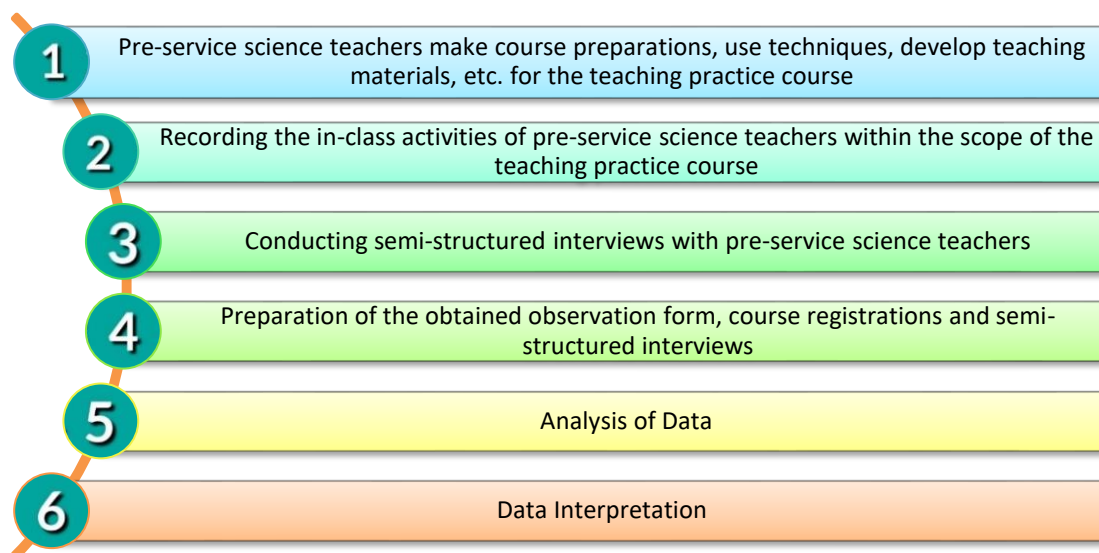 1
Pre-service science teachers make course preparations, use techniques, develop teaching
materials, etc. for the teaching practice course
2
Recording the in-class activities of pre-service science teachers within the scope of the
teaching practice course
3
Conducting semi-structured interviews with pre-service science teachers
4
Preparation of the obtained observation form, course registrations and semi-
structured interviews
5
Analysis of Data
6
Data Interpretation